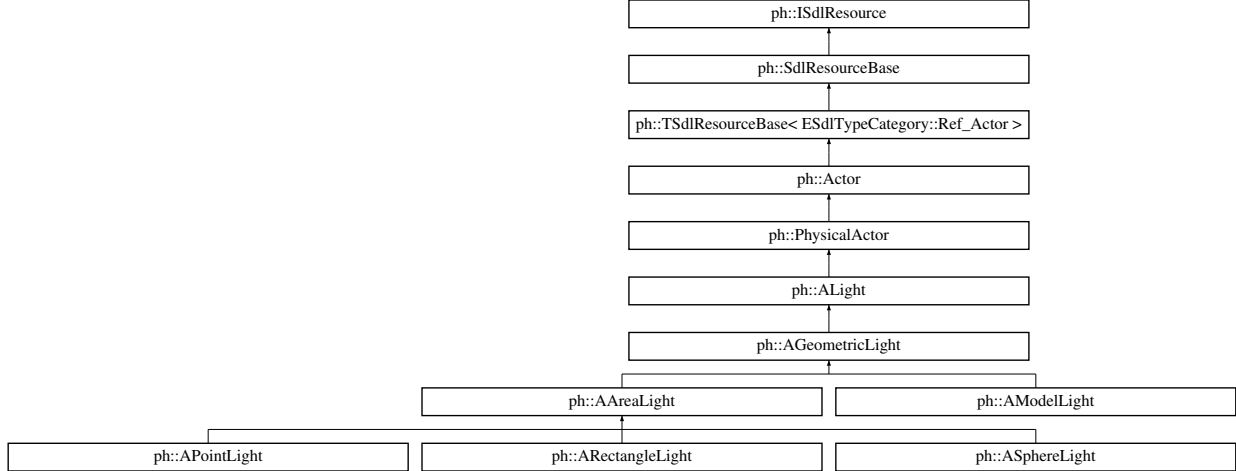 ph::ISdlResource
ph::SdlResourceBase
ph::TSdlResourceBase< ESdlTypeCategory::Ref_Actor >
ph::Actor
ph::PhysicalActor
ph::ALight
ph::AGeometricLight
ph::AAreaLight
ph::AModelLight
ph::APointLight
ph::ARectangleLight
ph::ASphereLight